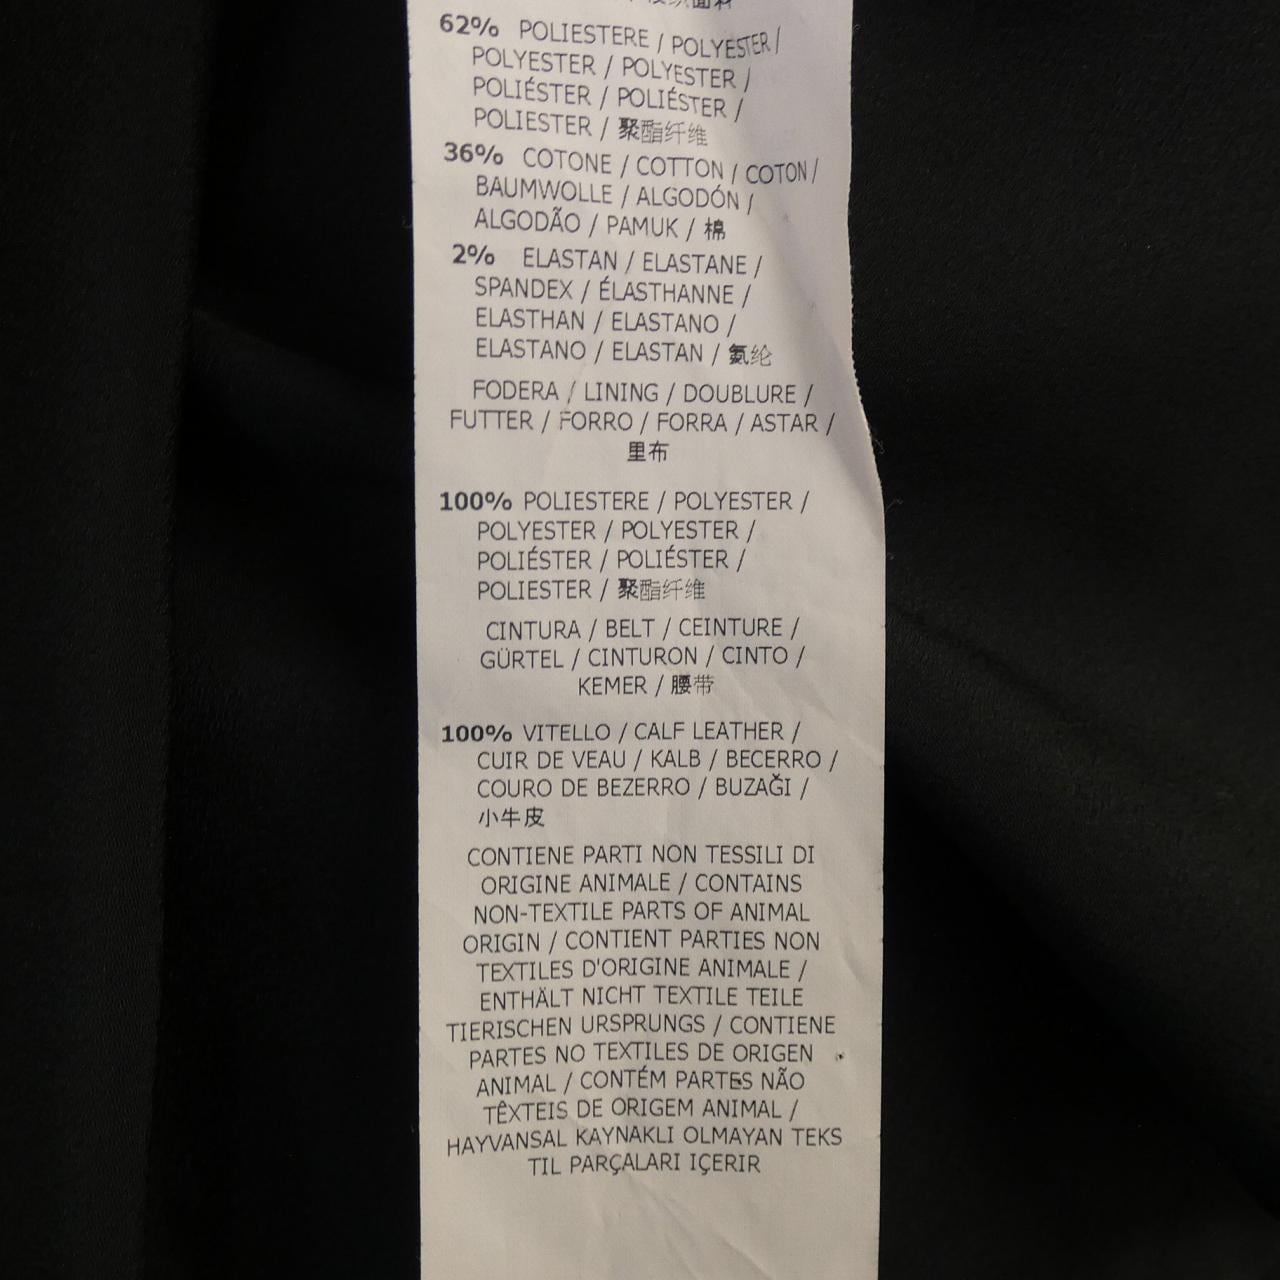 62% POLIESTERE / POLYESTER /
POLYESTER / POLYESTER /
POLIÉSTER / POLIÉSTER /
POLIESTER / 聚酯纤维
36% COTONE / COTTON / COTON /
BAUMWOLLE / ALGODÓN /
ALGODÃO / PAMUK / 棉
2% ELASTAN / ELASTANE /
SPANDEX / ÉLASTHANNE /
ELASTHAN / ELASTANO /
ELASTANO / ELASTAN / 氨纶
FODERA / LINING / DOUBLURE /
FUTTER / FORRO / FORRA / ASTAR /
里布
100% POLIESTERE / POLYESTER /
POLYESTER / POLYESTER /
POLIÉSTER / POLIÉSTER /
POLIESTER / 聚酯纤维
CINTURA / BELT / CEINTURE /
GÜRTEL / CINTURON / CINTO /
KEMER / 腰带
100% VITELLO / CALF LEATHER /
CUIR DE VEAU / KALB / BECERRO /
COURO DE BEZERRO / BUZAĞI /
小牛皮
CONTIENE PARTI NON TESSILI DI
ORIGINE ANIMALE / CONTAINS
NON-TEXTILE PARTS OF ANIMAL
ORIGIN / CONTIENT PARTIES NON
TEXTILES D'ORIGINE ANIMALE /
ENTHÄLT NICHT TEXTILE TEILE
TIERISCHEN URSPRUNGS / CONTIENE
PARTES NO TEXTILES DE ORIGEN
ANIMAL / CONTÉM PARTES NÃO
TÊXTEIS DE ORIGEM ANIMAL /
HAYVANSAL KAYNAKLI OLMAYAN TEKS
TIL PARÇALARI IÇERIR